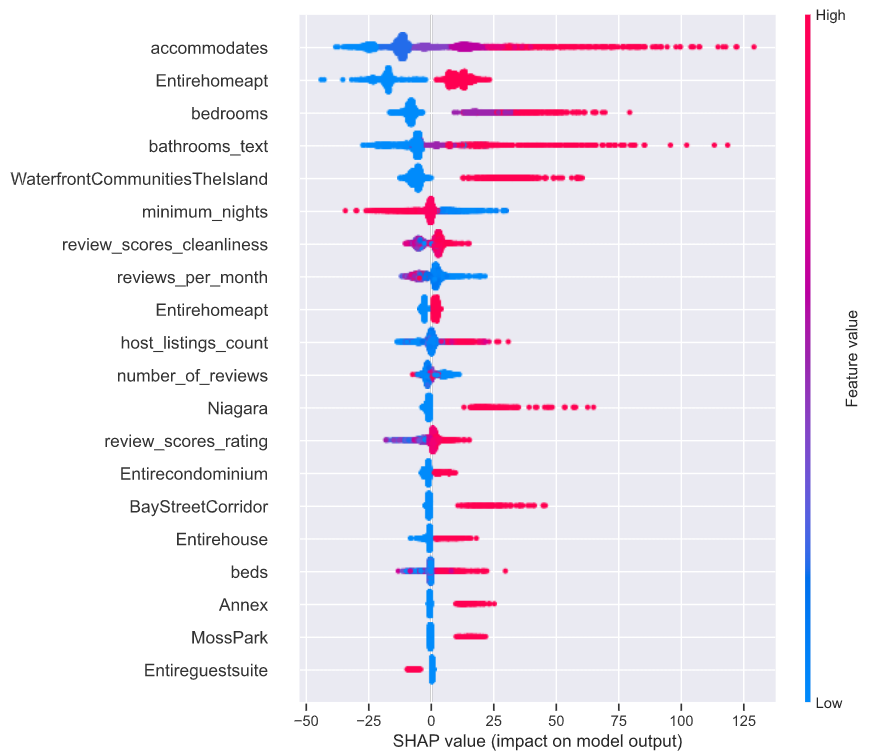 High
accommodates
Entirehomeapt
bedrooms
bathrooms_text
WaterfrontCommunitiesTheIsland
minimum_nights
review_scores_cleanliness
reviews_per_month
Entirehomeapt
host_listings_count
number_of_reviews
Niagara
review_scores_rating
Entirecondominium
BayStreetCorridor
Entirehouse
beds
Annex
MossPark
Entireguestsuite
Feature value
Low
−50 −25 0 25 50 75 100 125
SHAP value (impact on model output)